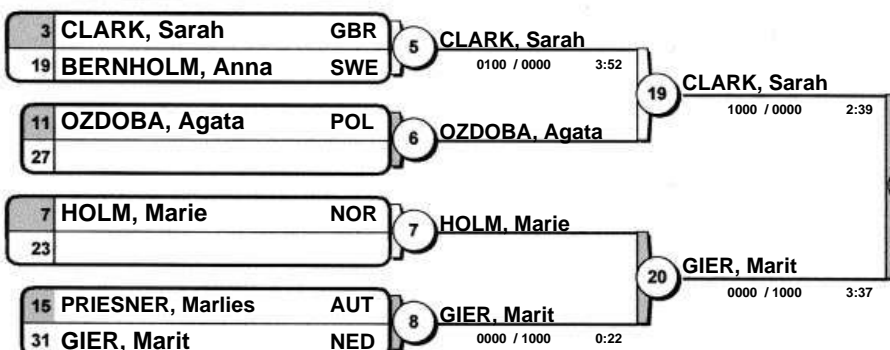 3 CLARK, Sarah GBR
19 BERNHOLM, Anna SWE
5
CLARK, Sarah
0100 / 0000 3:52
11 OZDOBA, Agata POL
27
6
OZDOBA, Agata
19
CLARK, Sarah
1000 / 0000 2:39
7 HOLM, Marie NOR
23
7
HOLM, Marie
15 PRIESNER, Marlies AUT
31 GIER, Marit NED
8
GIER, Marit
0000 / 1000 0:22
20
GIER, Marit
0000 / 1000 3:37